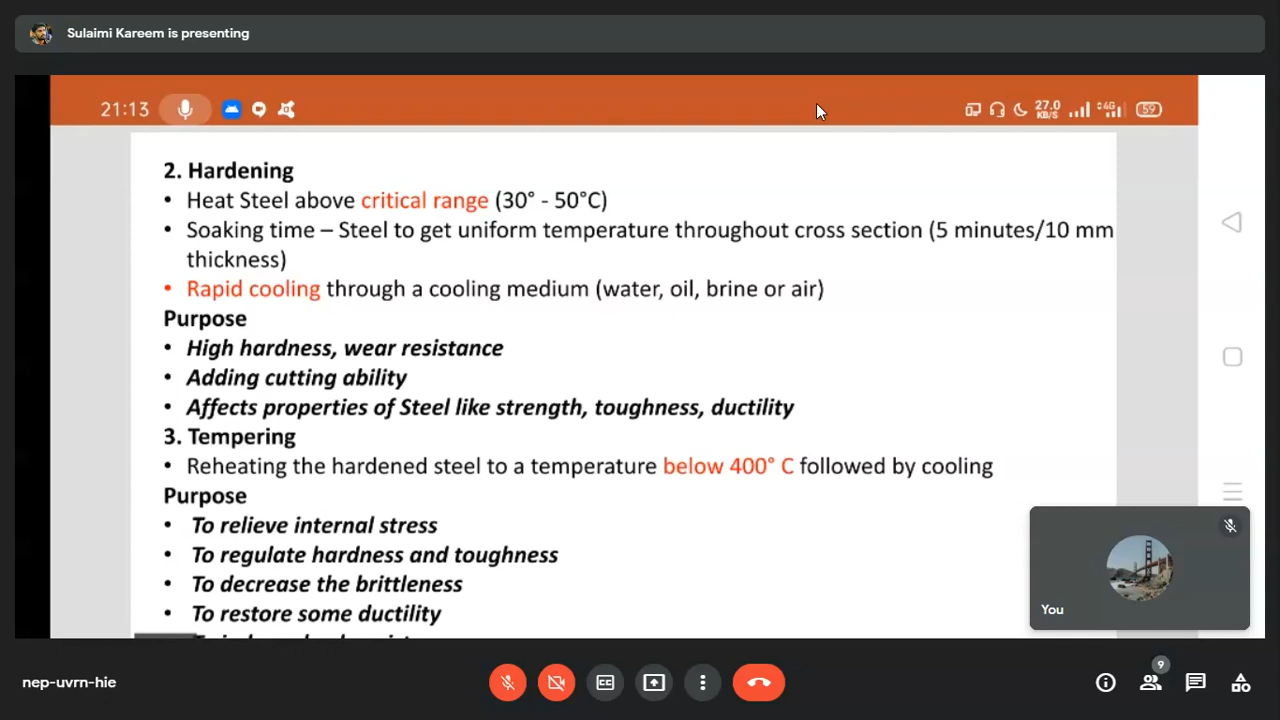 Sulaimi Kareem is presenting
21:13
27.0
KB/S
4G
59
2. Hardening
• Heat Steel above critical range (30° - 50°C)
• Soaking time – Steel to get uniform temperature throughout cross section (5 minutes/10 mm
thickness)
• Rapid cooling through a cooling medium (water, oil, brine or air)
Purpose
• High hardness, wear resistance
• Adding cutting ability
• Affects properties of Steel like strength, toughness, ductility
3. Tempering
• Reheating the hardened steel to a temperature below 400° C followed by cooling
Purpose
• To relieve internal stress
• To regulate hardness and toughness
• To decrease the brittleness
• To restore some ductility
You
nep-uvrn-hie
CC
9